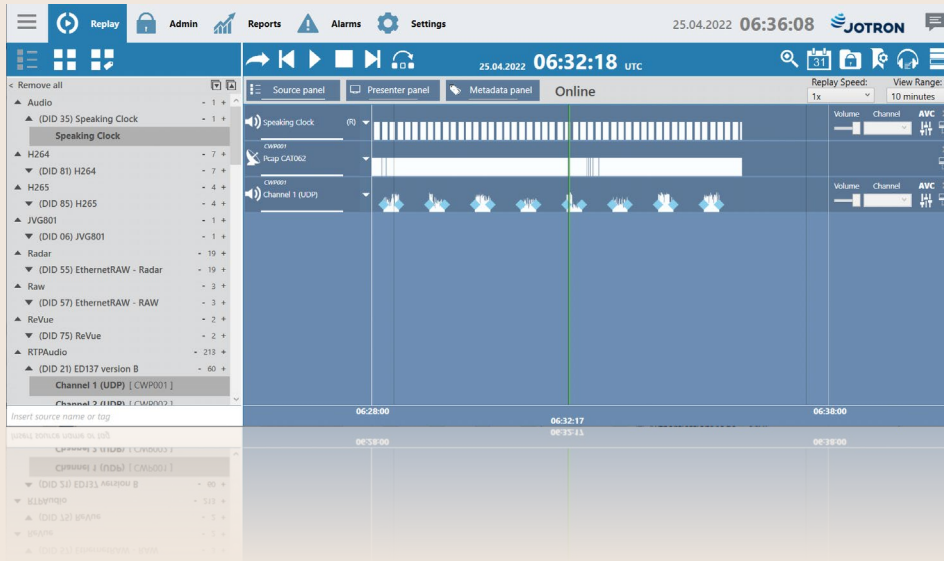 Replay Admin Reports Alarms Settings 25.04.2022 06:36:08 JOTRON
25.04.2022 06:32:18 UTC 31
< Remove all Source panel Presenter panel Metadata panel Online Replay Speed: View Range:
1x 10 minutes
Audio - 1 +
(DID 35) Speaking Clock - 1 +
Speaking Clock
H264 - 7 +
(DID 81) H264 - 7 +
H265 - 4 +
(DID 85) H265 - 4 +
JVG801 - 1 +
(DID 06) JVG801 - 1 +
Radar - 19 +
(DID 55) EthernetRAW - Radar - 19 +
Raw - 3 +
(DID 57) EthernetRAW - RAW - 3 +
ReVue - 2 +
(DID 75) ReVue - 2 +
RTPAudio - 213 +
(DID 21) ED137 version B - 60 +
Channel 1 (UDP) [ CWP001 ]
Channel 2 (UDP) [ CWP002 ]
Insert source name or tag
Speaking Clock (R)
Volume Channel AVC
CWP001
Pcap CAT062
CWP001
Channel 1 (UDP)
Volume Channel AVC
06:28:00 06:32:17 06:38:00